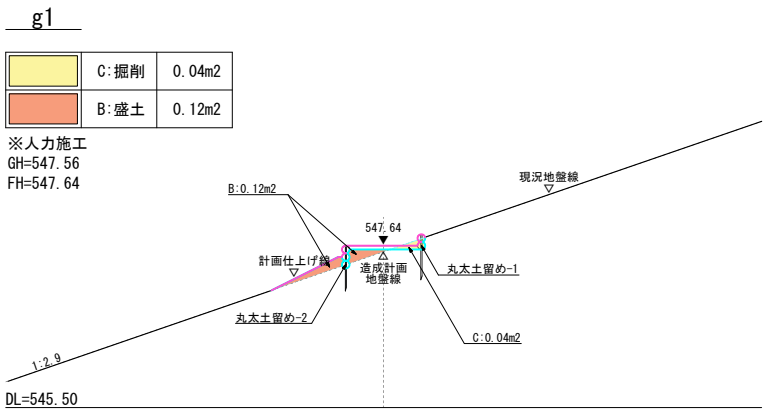 g1
C:掘削 0.04m2
B:盛土 0.12m2
※人力施工
GH=547.56
FH=547.64
現況地盤線
B:0.12m2
547.64
計画仕上げ線
造成計画
地盤線
丸太土留め-1
丸太土留め-2
C:0.04m2
1:2.9
DL=545.50